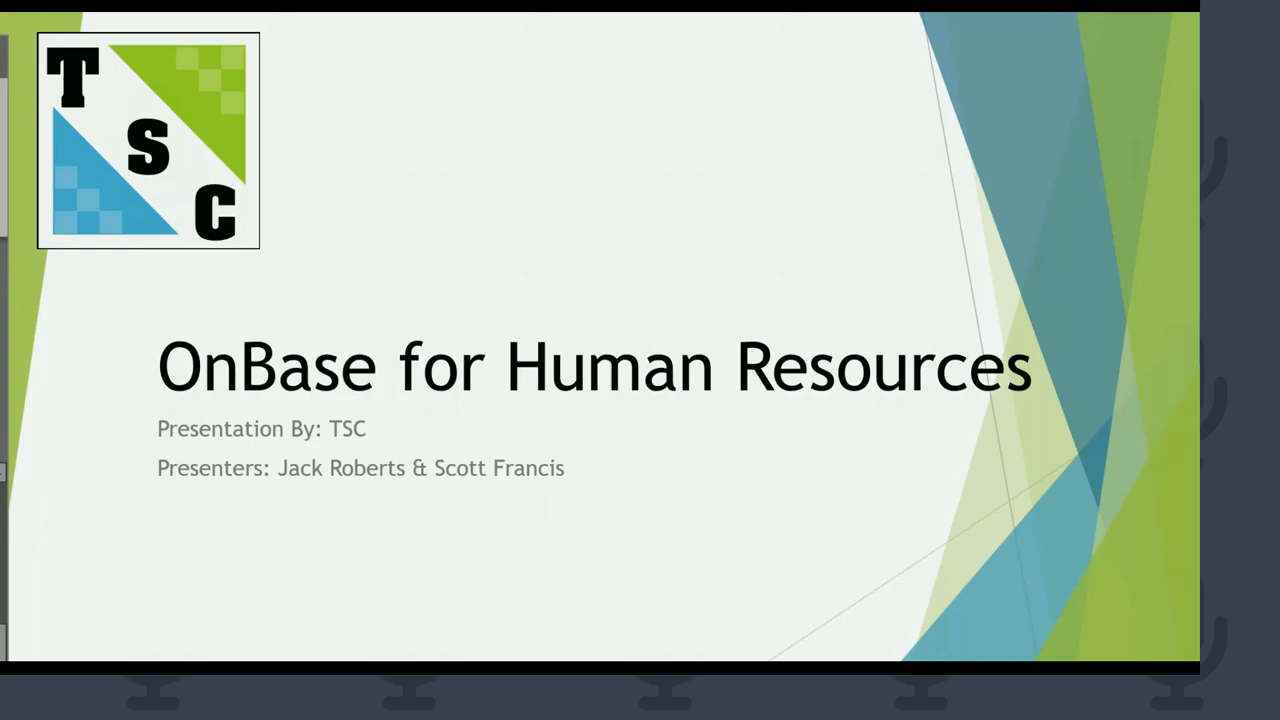 T
S
C
OnBase for Human Resources
Presentation By: TSC
Presenters: Jack Roberts & Scott Francis